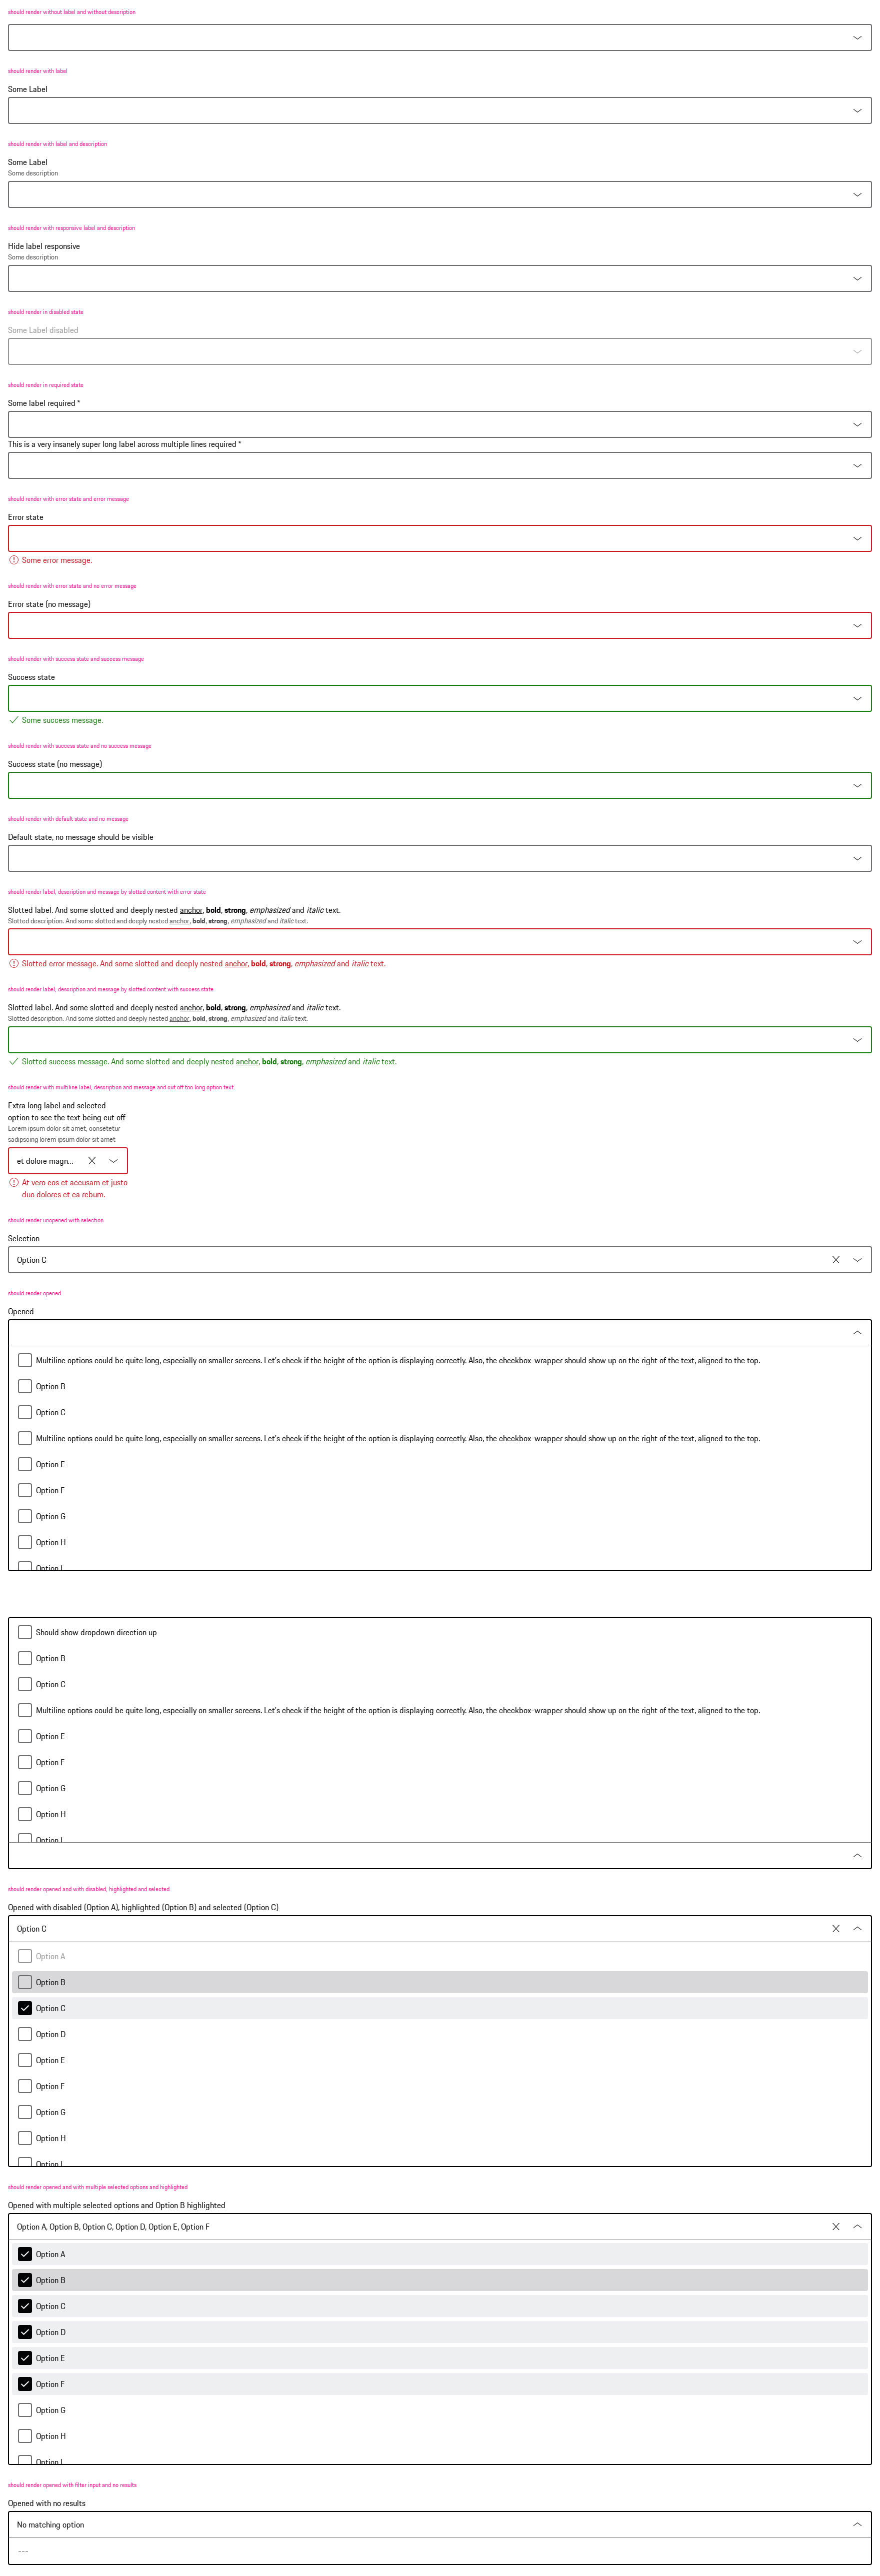 should render without label and without description
should render with label
Some Label
should render with label and description
Some Label
Some description
should render with responsive label and description
Hide label responsive
Some description
should render in disabled state
Some Label disabled
should render in required state
Some label required *
This is a very insanely super long label across multiple lines required *
should render with error state and error message
Error state
Some error message.
should render with error state and no error message
Error state (no message)
should render with success state and success message
Success state
Some success message.
should render with success state and no success message
Success state (no message)
should render with default state and no message
Default state, no message should be visible
should render label, description and message by slotted content with error state
Slotted label. And some slotted and deeply nested anchor, bold, strong, emphasized and italic text.
Slotted description. And some slotted and deeply nested anchor, bold, strong, emphasized and italic text.
Slotted error message. And some slotted and deeply nested anchor, bold, strong, emphasized and italic text.
should render label, description and message by slotted content with success state
Slotted label. And some slotted and deeply nested anchor, bold, strong, emphasized and italic text.
Slotted description. And some slotted and deeply nested anchor, bold, strong, emphasized and italic text.
Slotted success message. And some slotted and deeply nested anchor, bold, strong, emphasized and italic text.
should render with multiline label, description and message and cut off too long option text
Extra long label and selected
option to see the text being cut off
Lorem ipsum dolor sit amet, consetetur
sadipscing lorem ipsum dolor sit amet
et dolore magn...
At vero eos et accusam et justo
duo dolores et ea rebum.
should render unopened with selection
Selection
Option C
should render opened
Opened
Multiline options could be quite long, especially on smaller screens. Let's check if the height of the option is displaying correctly. Also, the checkbox-wrapper should show up on the right of the text, aligned to the top.
Option B
Option C
Multiline options could be quite long, especially on smaller screens. Let's check if the height of the option is displaying correctly. Also, the checkbox-wrapper should show up on the right of the text, aligned to the top.
Option E
Option F
Option G
Option H
Option I
Should show dropdown direction up
Option B
Option C
Multiline options could be quite long, especially on smaller screens. Let's check if the height of the option is displaying correctly. Also, the checkbox-wrapper should show up on the right of the text, aligned to the top.
Option E
Option F
Option G
Option H
Option I
should render opened and with disabled, highlighted and selected
Opened with disabled (Option A), highlighted (Option B) and selected (Option C)
Option C
Option A
Option B
Option C
Option D
Option E
Option F
Option G
Option H
Option I
should render opened and with multiple selected options and highlighted
Opened with multiple selected options and Option B highlighted
Option A, Option B, Option C, Option D, Option E, Option F
Option A
Option B
Option C
Option D
Option E
Option F
Option G
Option H
Option I
should render opened with filter input and no results
Opened with no results
No matching option
---